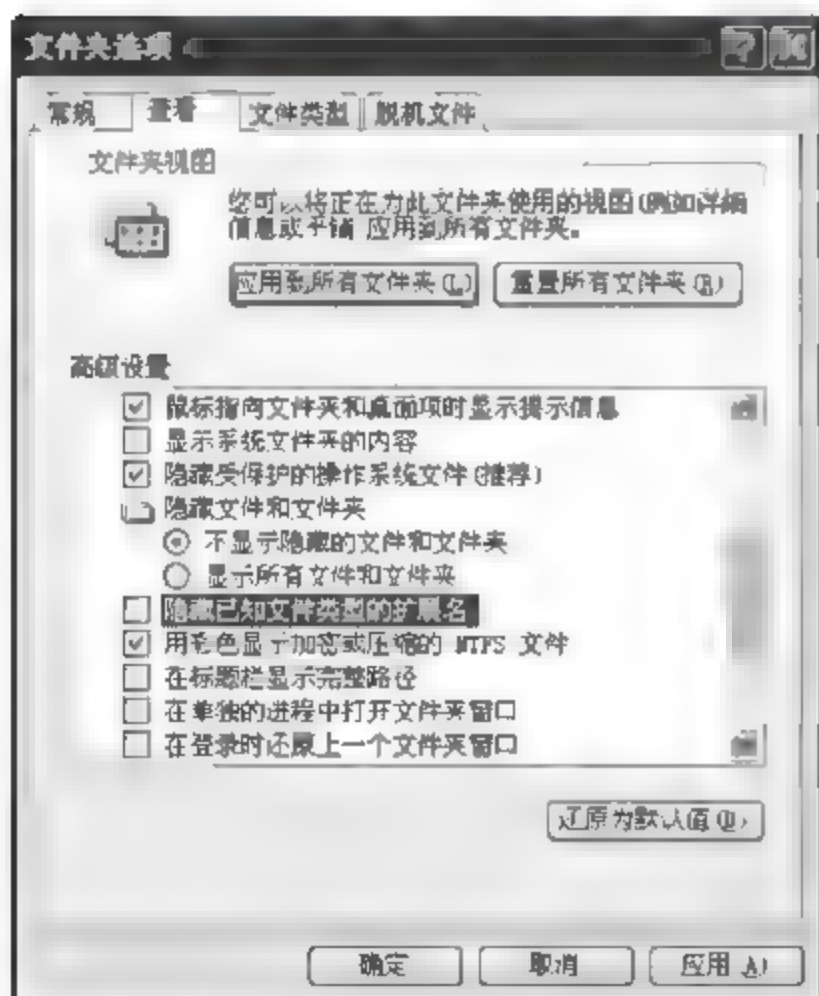 文件夹选项
常规 查看 文件类型 脱机文件
文件夹视图
您可以将正在为此文件夹使用的视图(例如详细
信息或平铺 应用到所有文件夹。
应用到所有文件夹(L) 重置所有文件夹(R)
高级设置
鼠标指向文件夹和桌面项时显示提示信息
显示系统文件夹的内容
隐藏受保护的操作系统文件(推荐)
隐藏文件和文件夹
不显示隐藏的文件和文件夹
显示所有文件和文件夹
隐藏已知文件类型的扩展名
用彩色显示加密或压缩的 NTFS 文件
在标题栏显示完整路径
在单独的进程中打开文件夹窗口
在登录时还原上一个文件夹窗口
还原为默认值(D)
确定 取消 应用(A)